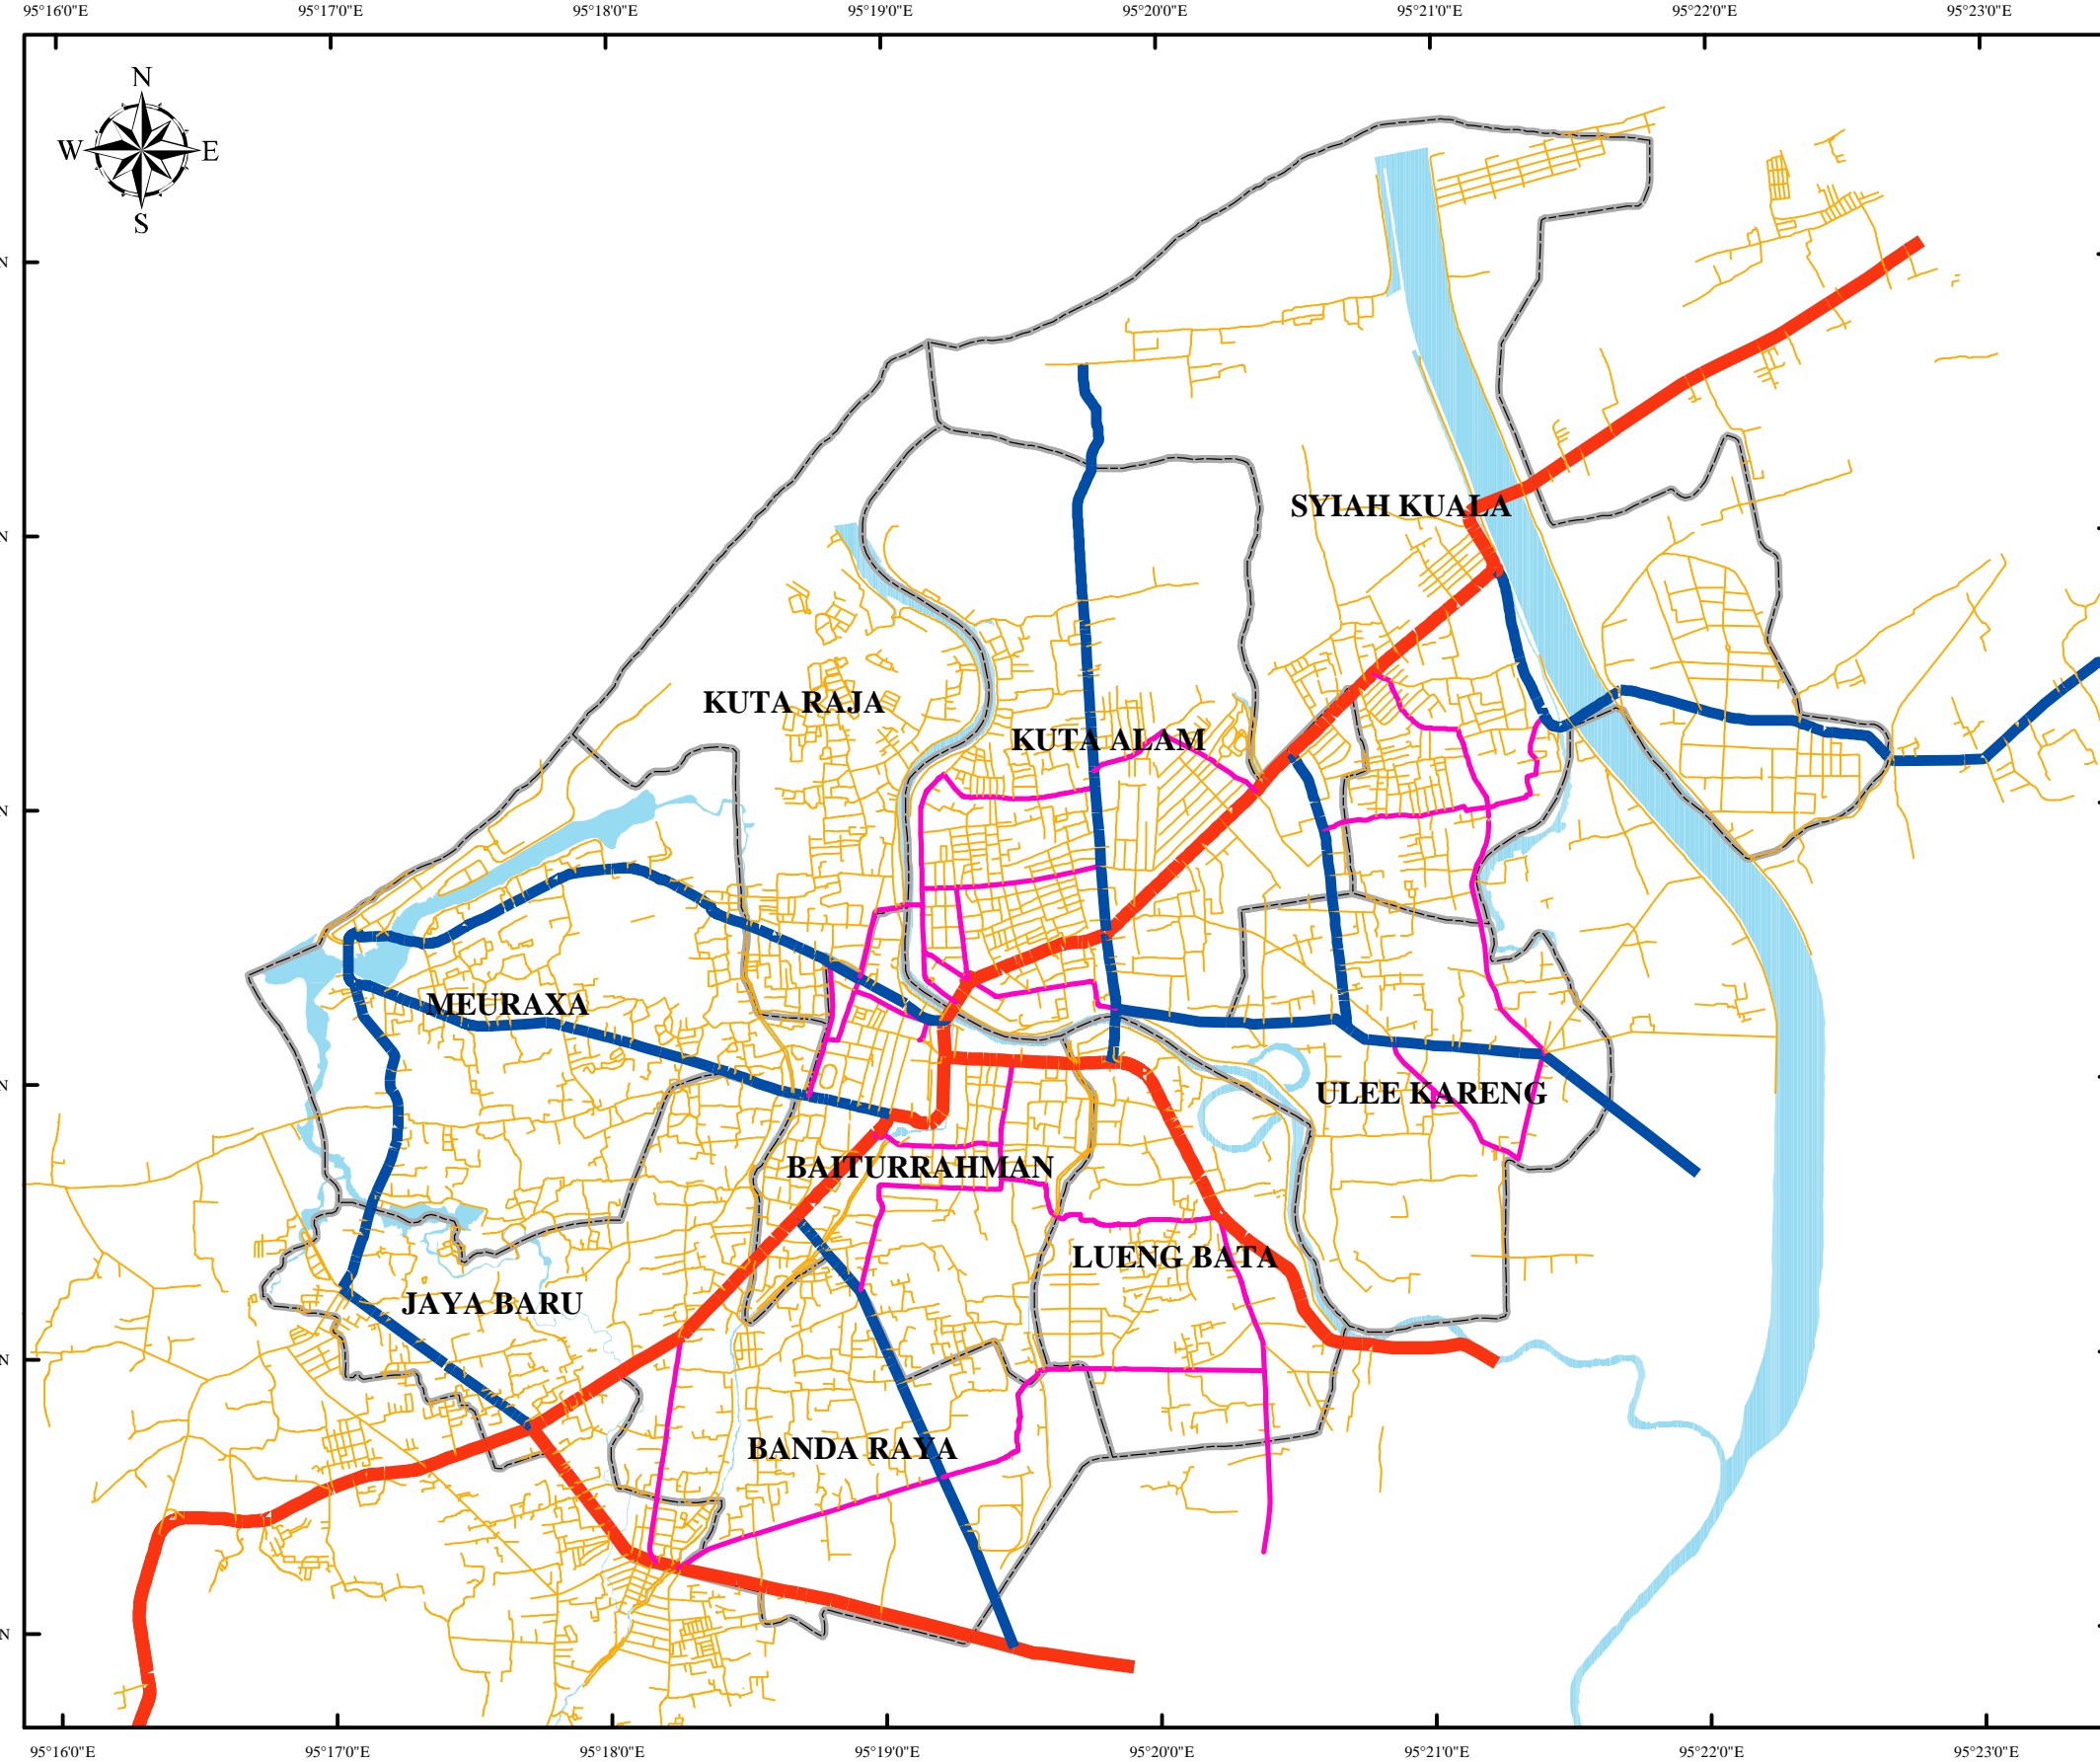 95°16'0"E
95°17'0"E
95°18'0"E
95°19'0"E
95°20'0"E
95°21'0"E
95°22'0"E
95°23'0"E
N
W
E
S
N
SYIAH KUALA
N
KUTA RAJA
KUTA ALAM
N
MEURAXA
N
ULEE KARENG
BAITURRAHMAN
LUENG BATA
JAYA BARU
N
BANDA RAYA
N
95°16'0"E
95°17'0"E
95°18'0"E
95°19'0"E
95°20'0"E
95°21'0"E
95°22'0"E
95°23'0"E